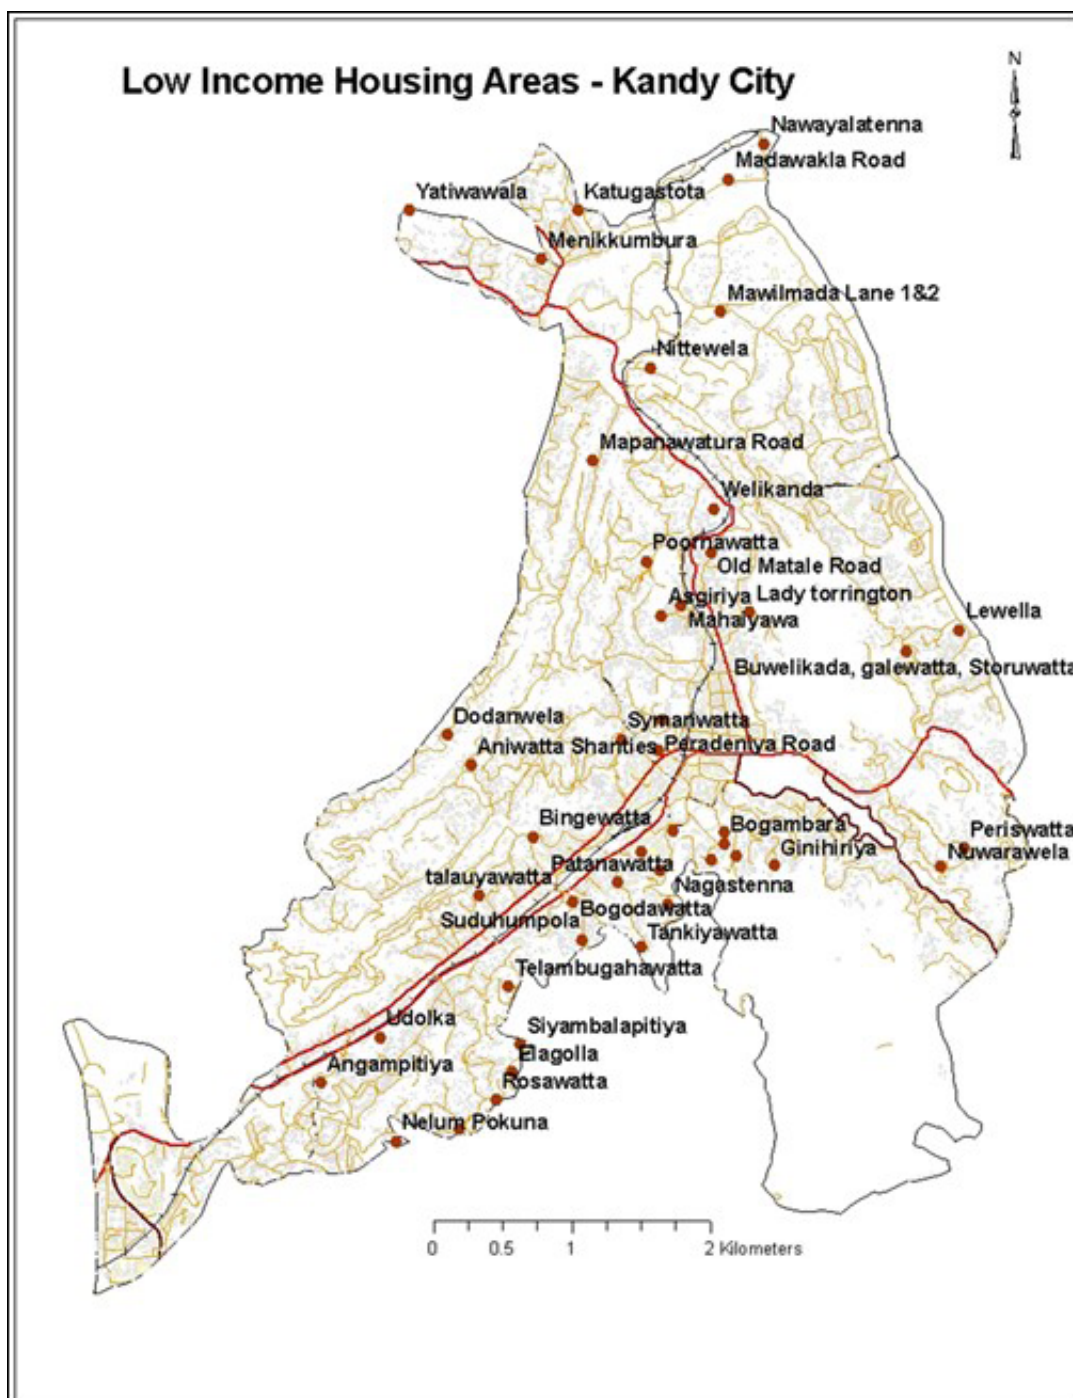 Low Income Housing Areas - Kandy City
N
Nawayalatenna
Madawakla Road
Yatiwawala
Katugastota
Menikkumbura
Mawilmada Lane 1&2
Nittewela
Mapanawatura Road
Welikanda
Poornawatta
Old Matale Road
Asgiriya
Lady torrington
Mahaiyawa
Lewella
Buwelikada, galewatta, Storuwatta
Dodanwela
Symariwatta
Aniwatta Shanties
Peradeniya Road
Bingewatta
Bogambara
Periswatta
Ginihiriya
Nuwarawela
Patanawatta
talauyawatta
Nagastenna
Suduhumpola
Bogodawatta
Tankiyawatta
Telambugahawatta
Udolka
Siyambalapitiya
Elagolla
Angampitiya
Rosawatta
Nelum Pokuna
0 0.5 1 2 Kilometers